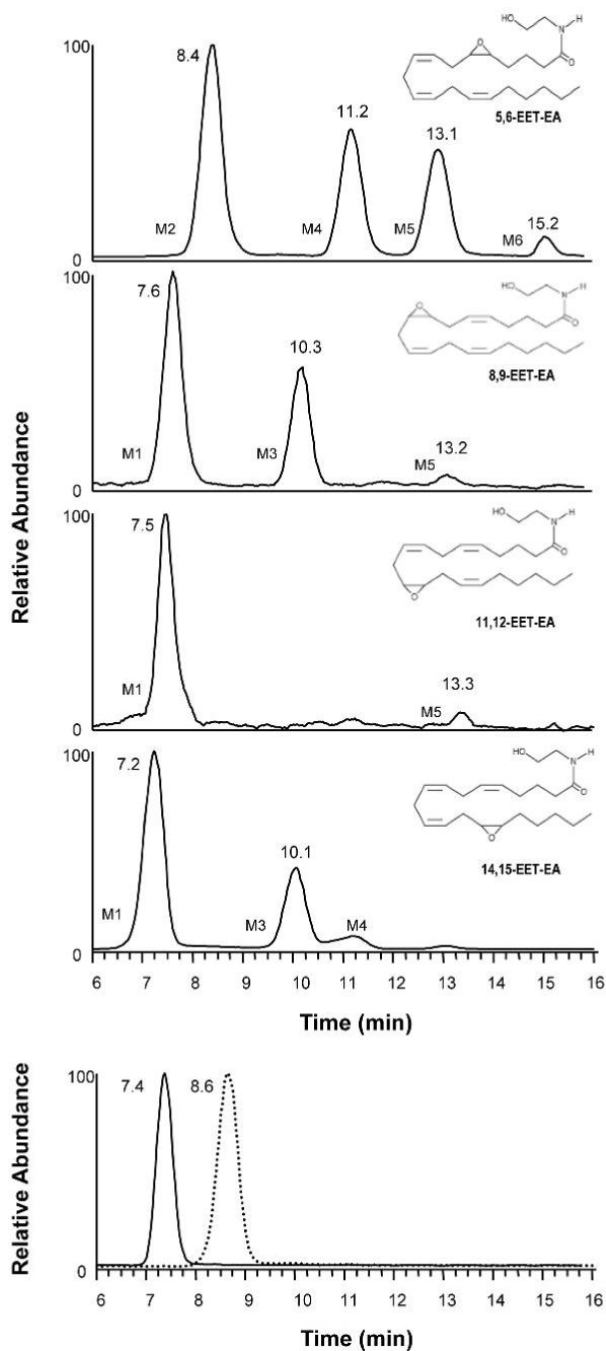 Relative Abundance
100
0
8.4
11.2
13.1
15.2
M2
M4
M5
M6
HO
N
H
O
O
5,6-EET-EA
100
0
7.6
10.3
13.2
M1
M3
M5
HO
N
H
O
O
8,9-EET-EA
100
0
7.5
13.3
M1
M5
HO
N
H
O
O
11,12-EET-EA
100
0
7.2
10.1
M1
M3
M4
HO
N
H
O
O
14,15-EET-EA
6 7 8 9 10 11 12 13 14 15 16
Time (min)
Relative Abundance
100
0
7.4
8.6
6 7 8 9 10 11 12 13 14 15 16
Time (min)